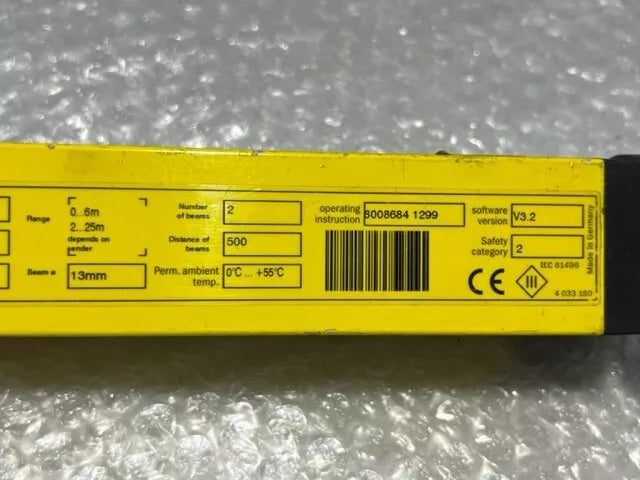 Range
0...6m
2...25m
depends on
sender
Beam ø
13mm
Number
of beams
2
Distance of
beams
500
Perm. ambient
temp.
0°C ... +55°C
operating
instruction
8008684 1299
software
version
V3.2
Safety
category
2
IEC 61496
CE
III
4 033 180
Made in Germany